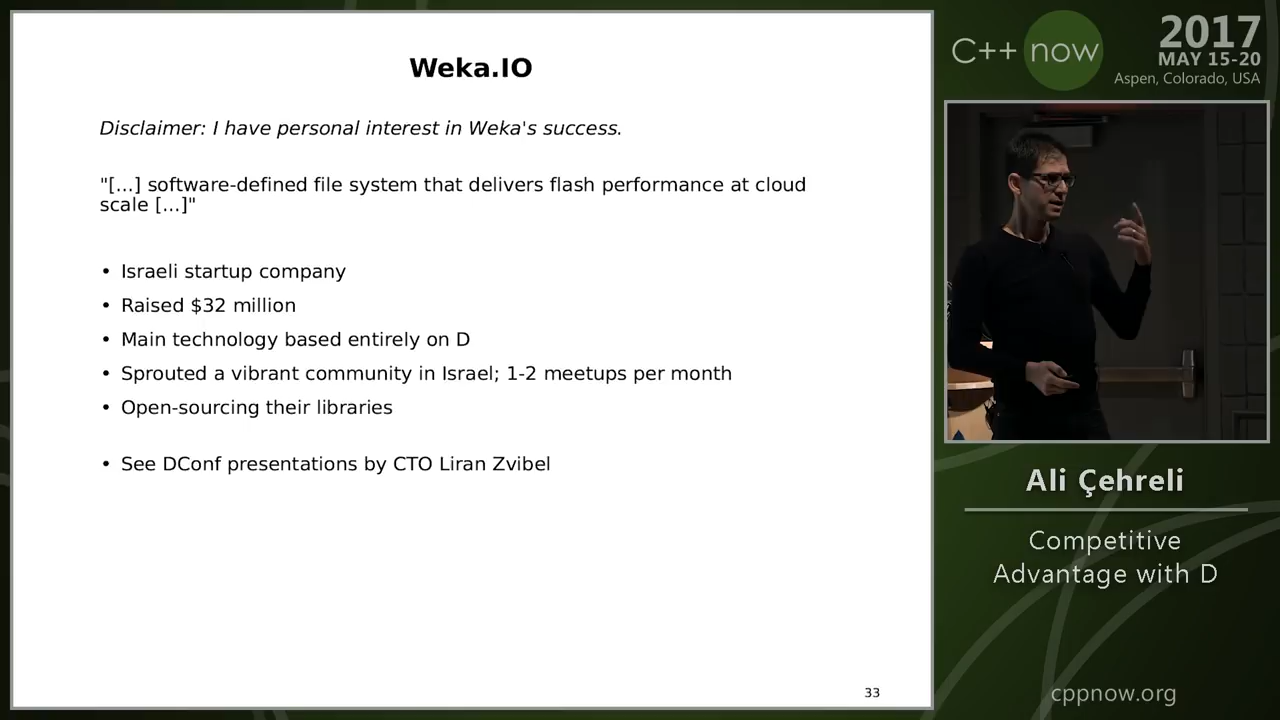 Weka.IO
Disclaimer: I have personal interest in Weka's success.
"[...] software-defined file system that delivers flash performance at cloud
scale [...]"
• Israeli startup company
• Raised $32 million
• Main technology based entirely on D
• Sprouted a vibrant community in Israel; 1-2 meetups per month
• Open-sourcing their libraries
• See DConf presentations by CTO Liran Zvibel
33
C++ now
2017
MAY 15-20
Aspen, Colorado, USA
Ali Çehreli
Competitive
Advantage with D
cppnow.org